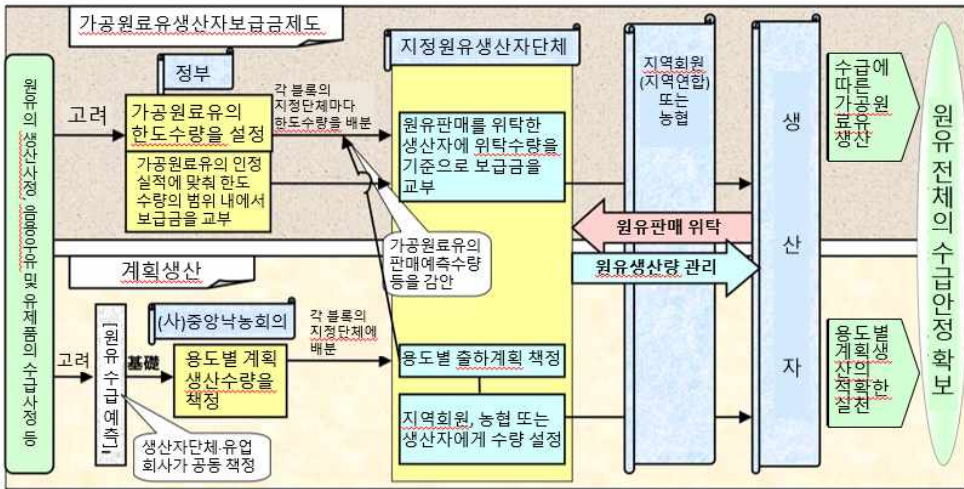 가공원료유생산자보급금제도
원유의 생산사정, 음용우유 및 유제품의 수급사정 등
고려
정부
가공원료유의
한도수량을 설정
가공원료유의 인정
실적에 맞춰 한도
수량의 범위 내에서
보급금을 교부
각 블록의
지정단체마다
한도수량을 배분
지정원유생산자단체
원유판매를 위탁한
생산자에 위탁수량을
기준으로 보급금을
교부
지역회원
(지역연합)
또는
농협
생
산
자
수급에
따른
가공원
료유
생산
원유 전체의 수급안정 확보
가공원료유의
판매예측수량
등을 감안
원유판매 위탁
원유생산량 관리
계획생산
고려
[원유 수급 예측]
基礎
(사)중앙낙농회의
용도별 계획
생산수량을
책정
각 블록의
지정단체에
배분
용도별 출하계획 책정
지역회원, 농협 또는
생산자에게 수량 설정
생산자단체·유업
회사가 공동 책정
용도별
계획생
산의
적확한
실천